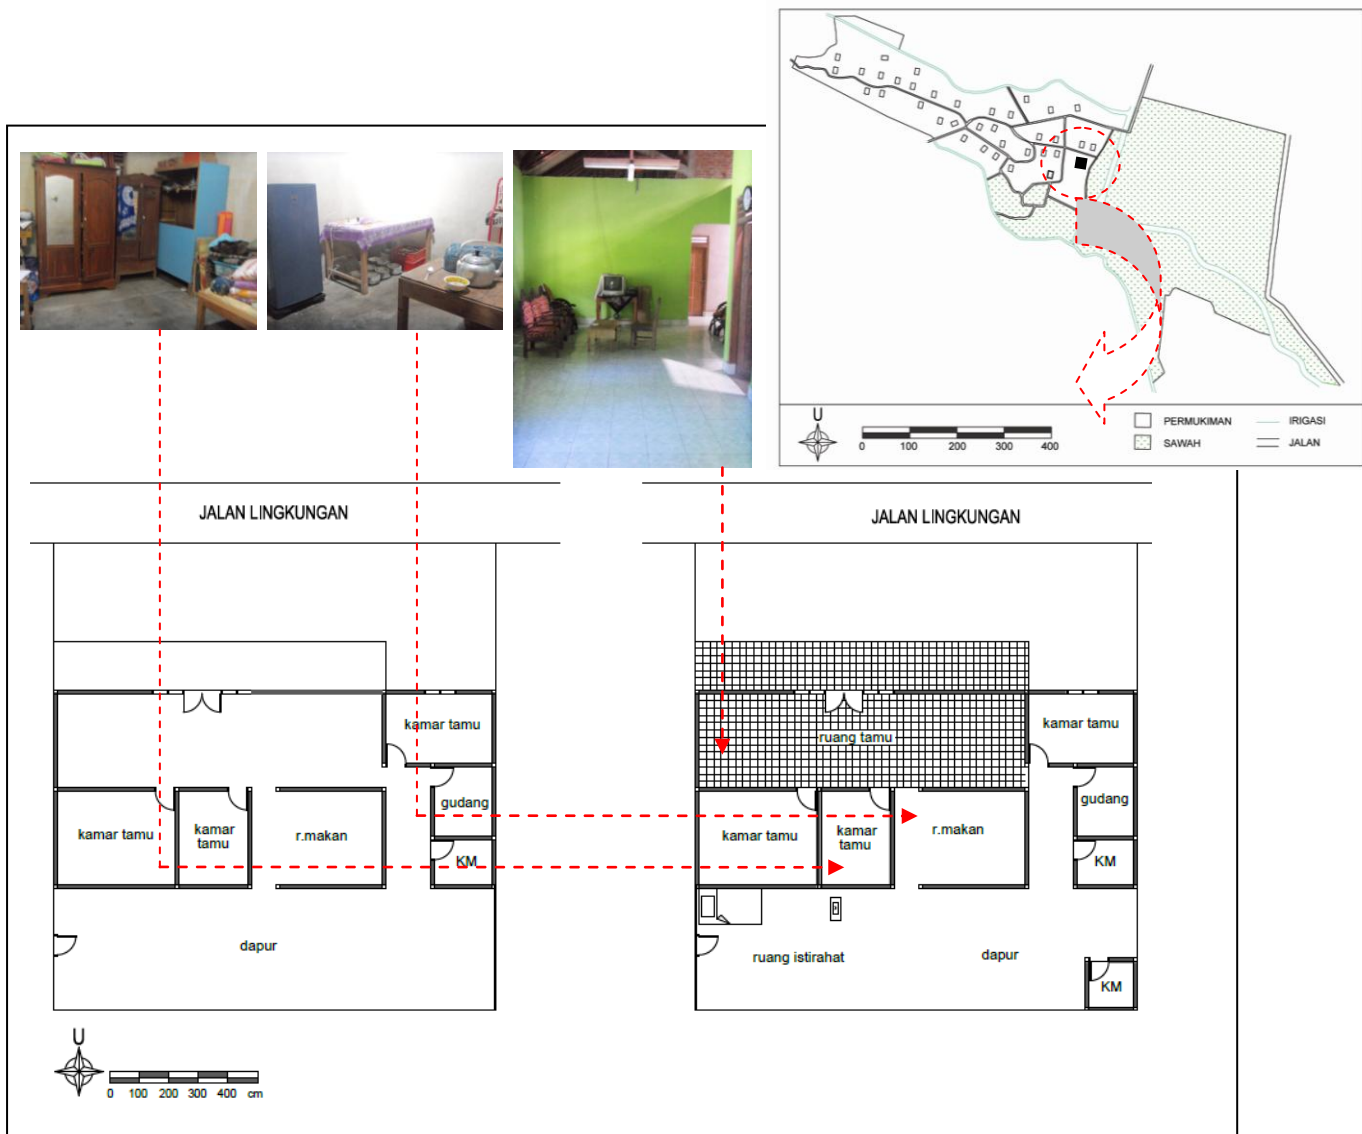 U
0 100 200 300 400
PERMUKIMAN
IRIGASI
SAWAH
JALAN
JALAN LINGKUNGAN
kamar tamu
gudang
kamar tamu
kamar
tamu
r.makan
KM
dapur
JALAN LINGKUNGAN
ruang tamu
kamar tamu
gudang
kamar tamu
kamar
tamu
r.makan
KM
ruang istirahat
dapur
KM
U
0 100 200 300 400 cm